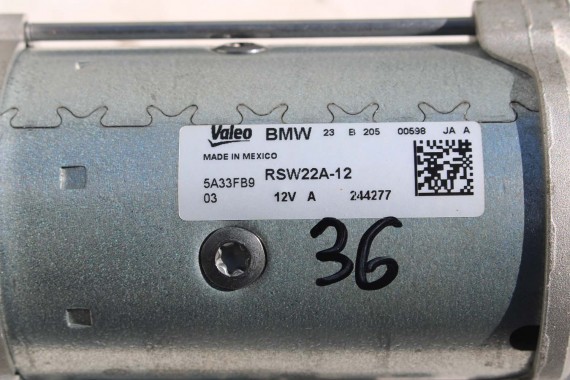 Valeo BMW 23 B 205 00598 JA A
MADE IN MEXICO
RSW22A-12
5A33FB9
03 12V A 244277
36